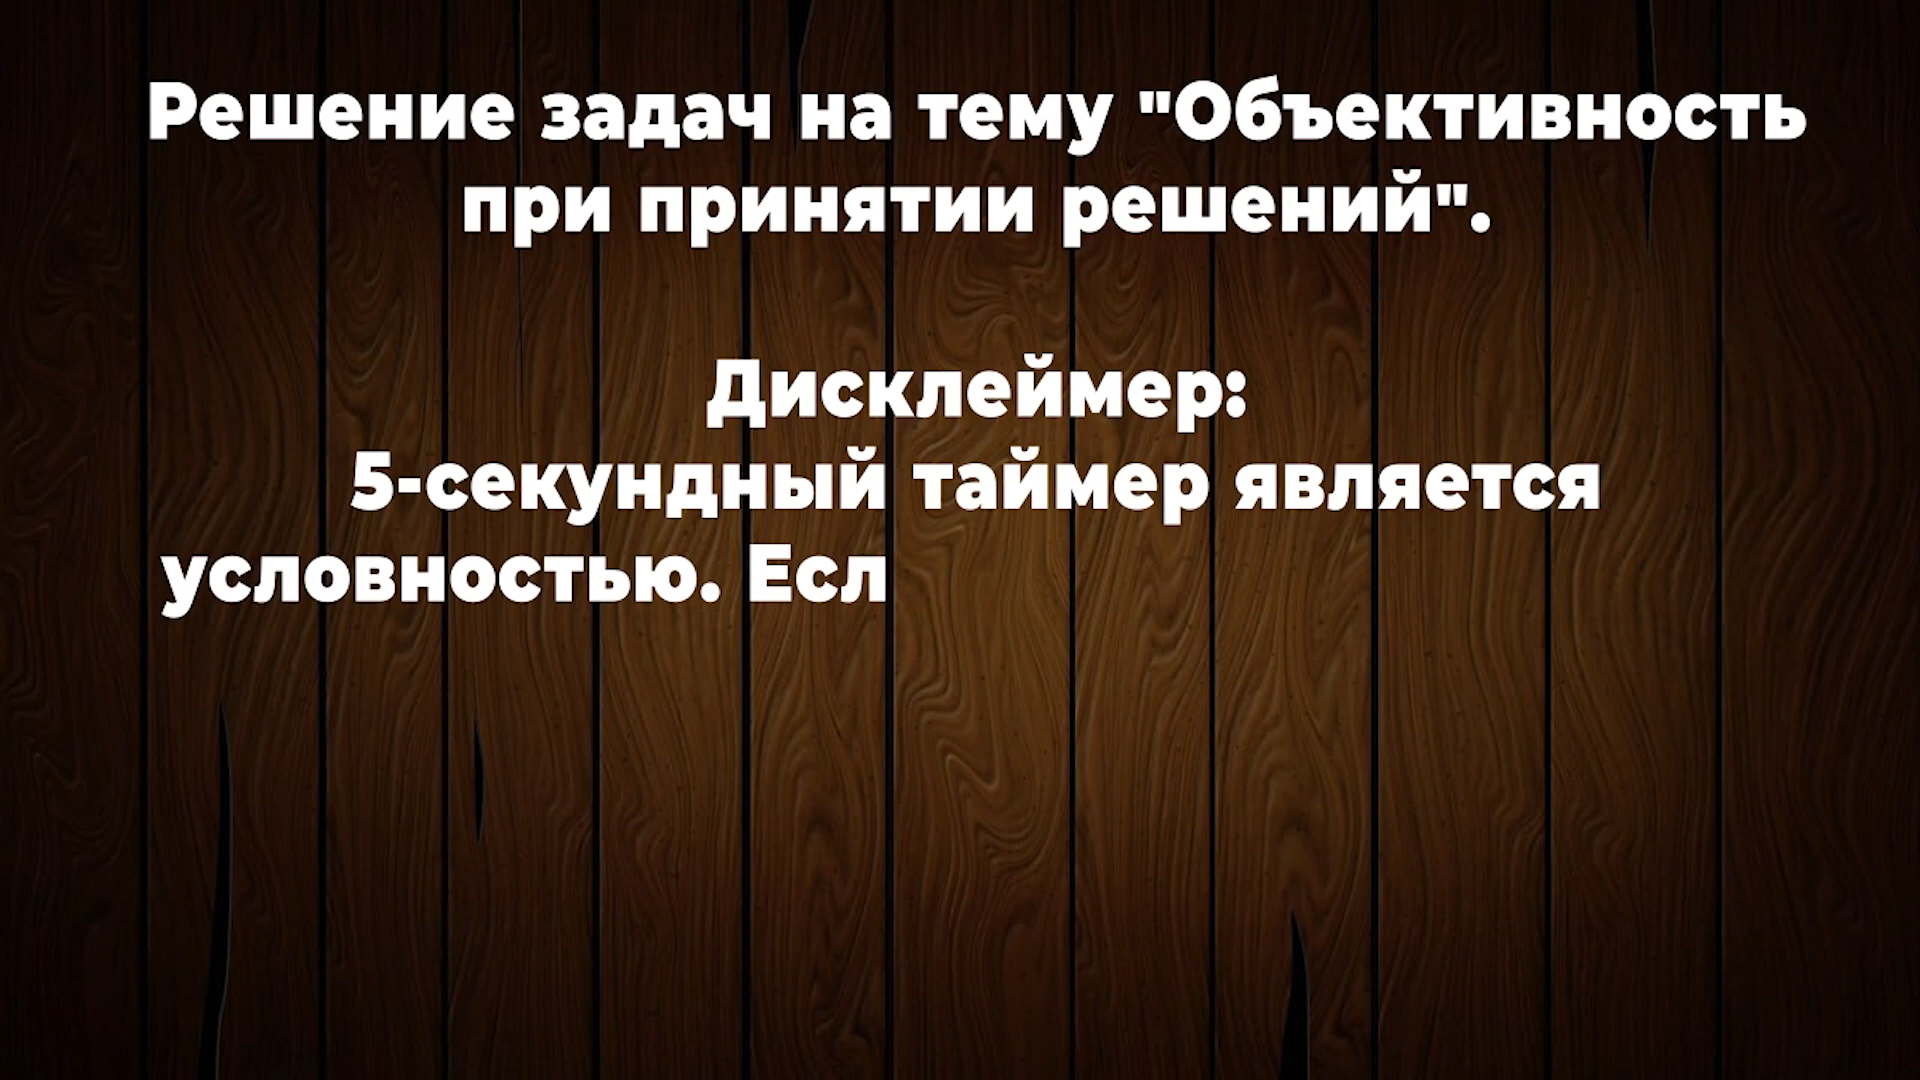 Решение задач на тему "Объективность
при принятии решений".
Дисклеймер:
5-секундный таймер является
условностью. Есл